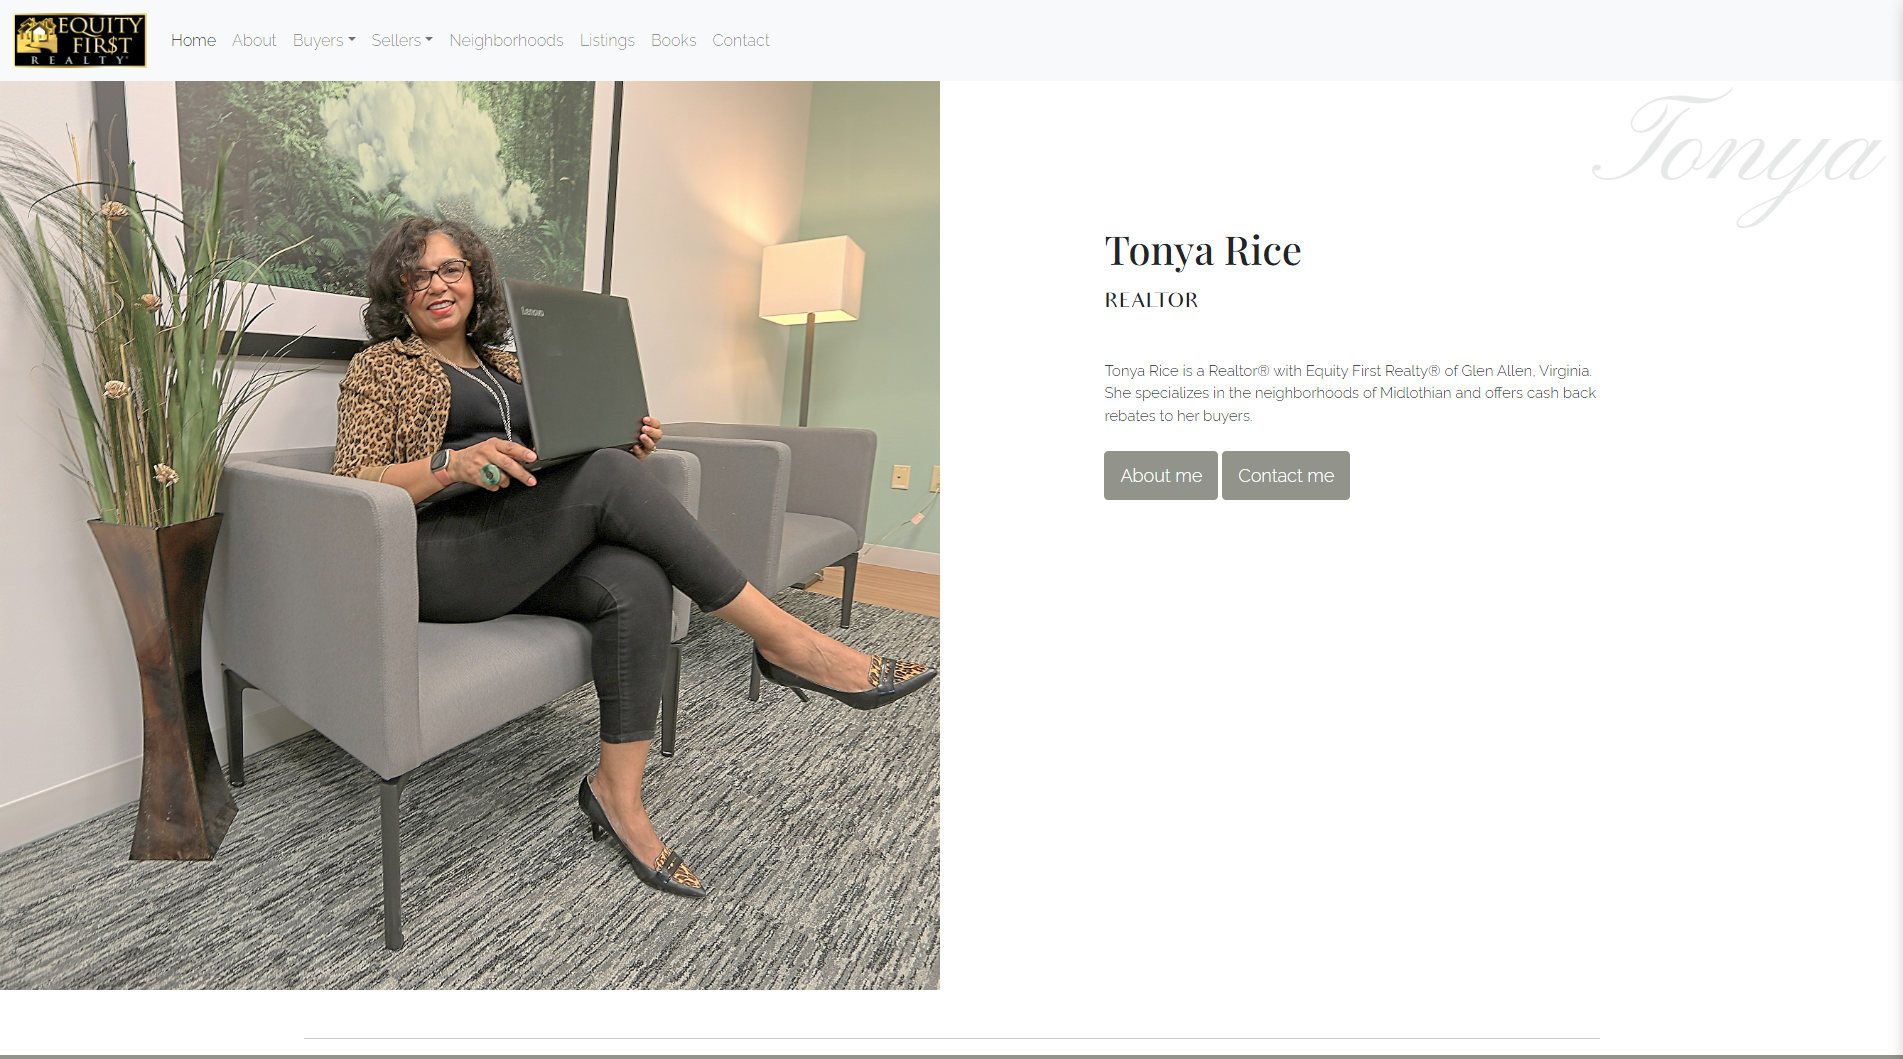 EQUITY
FIR$T
REALTY
Home About Buyers Sellers Neighborhoods Listings Books Contact
Tonya
Lenovo
Tonya Rice
REALTOR
Tonya Rice is a Realtor® with Equity First Realty® of Glen Allen, Virginia.
She specializes in the neighborhoods of Midlothian and offers cash back
rebates to her buyers.
About me Contact me